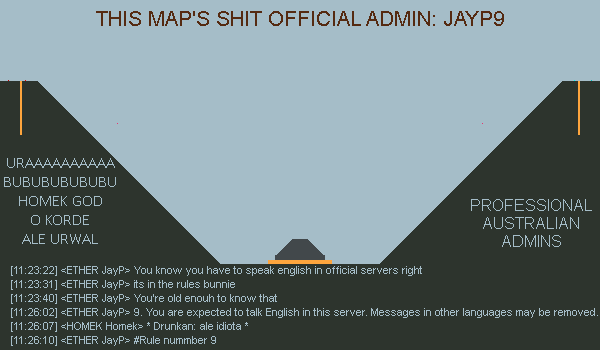 THIS MAP'S SHIT OFFICIAL ADMIN: JAYP9
URAAAAAAAAAA
BUBUBUBUBUBU
HOMEK GOD
O KORDE
ALE URWAL
PROFESSIONAL
AUSTRALIAN
ADMINS
[11:23:22] <ETHER JayP> You know you have to speak english in official servers right
[11:23:31] <ETHER JayP> its in the rules bunnie
[11:23:40] <ETHER JayP> You're old enouh to know that
[11:26:02] <ETHER JayP> 9. You are expected to talk English in this server. Messages in other languages may be removed.
[11:26:07] <HOMEK Homek> * Drunkan: ale idiota *
[11:26:10] <ETHER JayP> #Rule nummber 9